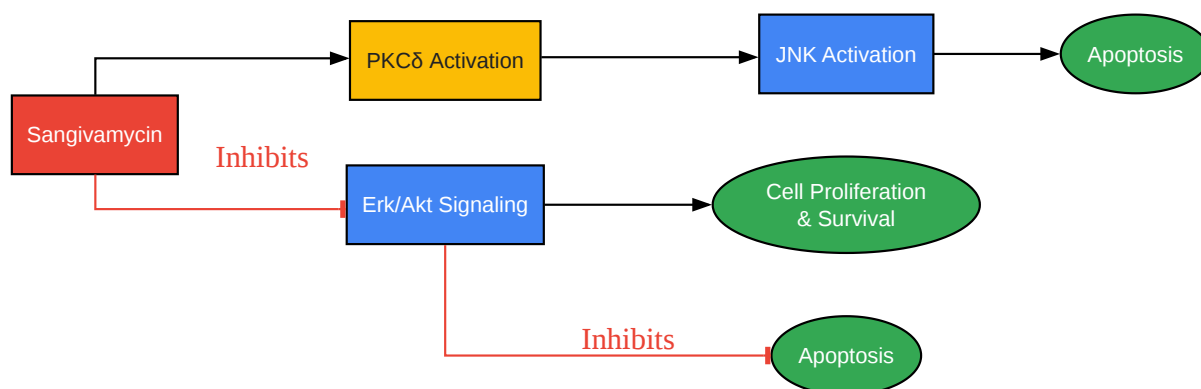 PKCδ Activation
JNK Activation
Apoptosis
Sangivamycin
Inhibits
Erk/Akt Signaling
Cell Proliferation
& Survival
Inhibits
Apoptosis